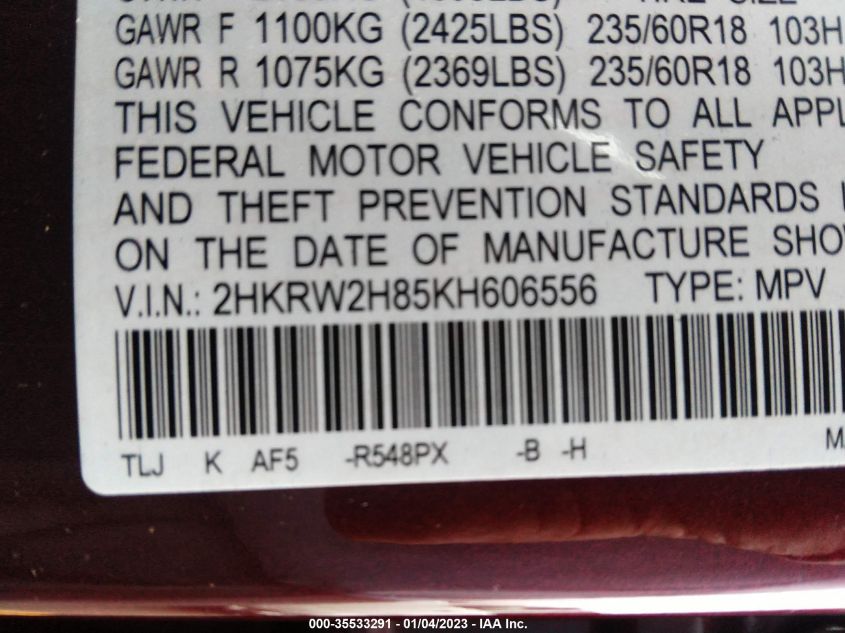 GAWR F 1100KG (2425LBS) 235/60R18 103H
GAWR R 1075KG (2369LBS) 235/60R18 103H
THIS VEHICLE CONFORMS TO ALL APPL
FEDERAL MOTOR VEHICLE SAFETY
AND THEFT PREVENTION STANDARDS
ON THE DATE OF MANUFACTURE SHO
V.I.N.: 2HKRW2H85KH606556 TYPE: MPV
TLJ K AF5 -R548PX -B -H
000-35533291 - 01/04/2023 - IAA Inc.